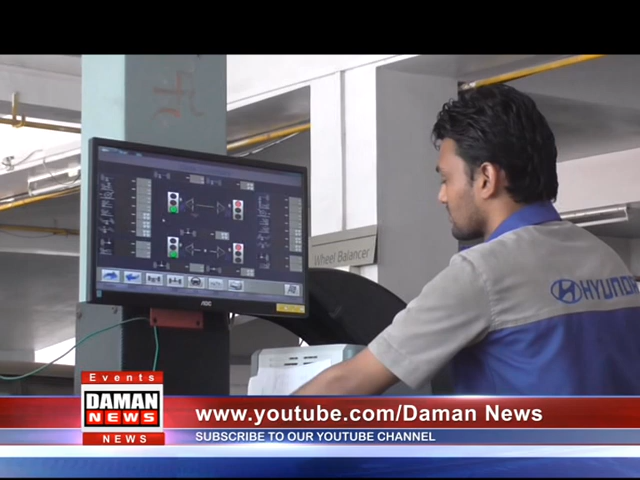 Wheel Balancer
HYUNDAI
AOC
Events
DAMAN
NEWS
NEWS
www.youtube.com/Daman News
SUBSCRIBE TO OUR YOUTUBE CHANNEL